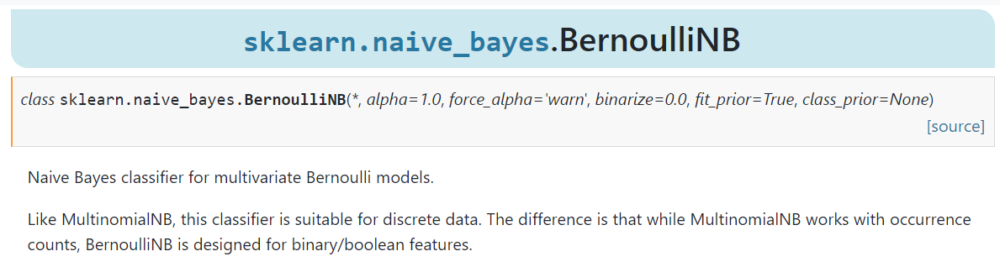 sklearn.naive_bayes.BernoulliNB
class sklearn.naive_bayes.BernoulliNB(*, alpha=1.0, force_alpha='warn', binarize=0.0, fit_prior=True, class_prior=None)
[source]
Naive Bayes classifier for multivariate Bernoulli models.
Like MultinomialNB, this classifier is suitable for discrete data. The difference is that while MultinomialNB works with occurrence
counts, BernoulliNB is designed for binary/boolean features.